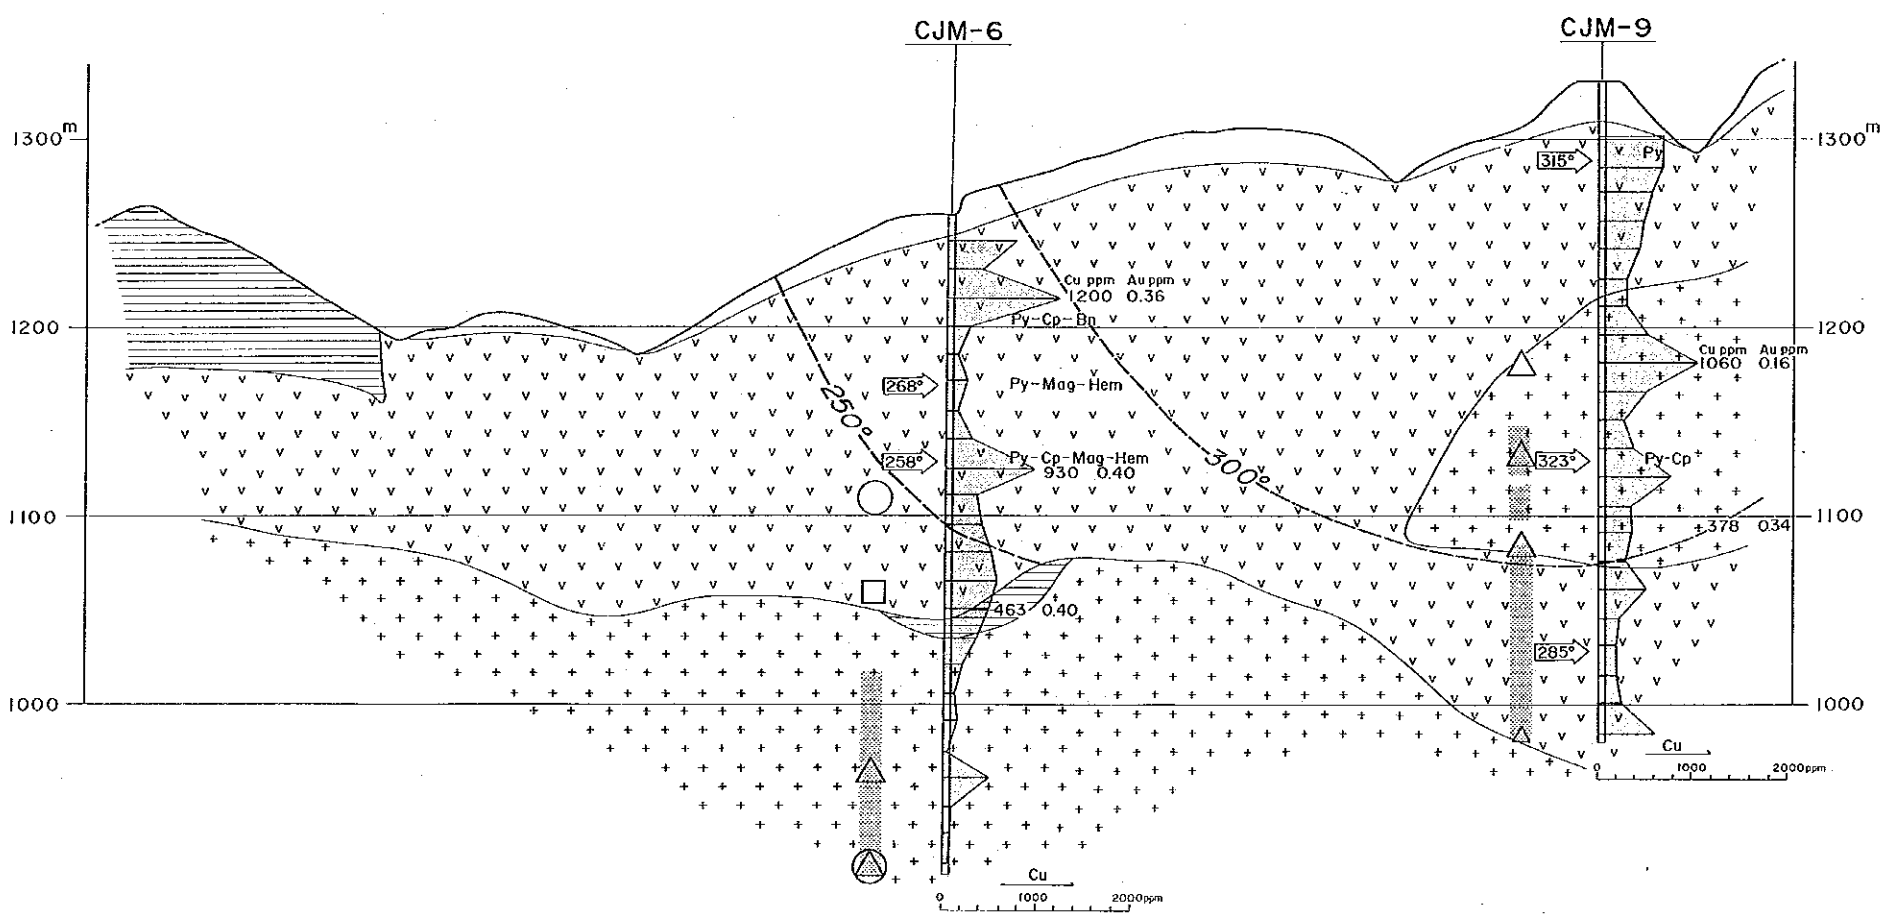 CJM-6
CJM-9
1300m
1300m
315°
Py
Cu ppm Au ppm
1200 0.36
Py-Cp-Bn
1200
1200
Cu ppm Au ppm
1060 0.16
268°
Py-Mag-Hem
250°
258°
Py-Cp-Mag-Hem
930 0.40
300°
323°
Py-Cp
1100
1100
378 0.34
463 0.40
285°
1000
1000
Cu
0 1000 2000ppm
Cu
0 1000 2000ppm